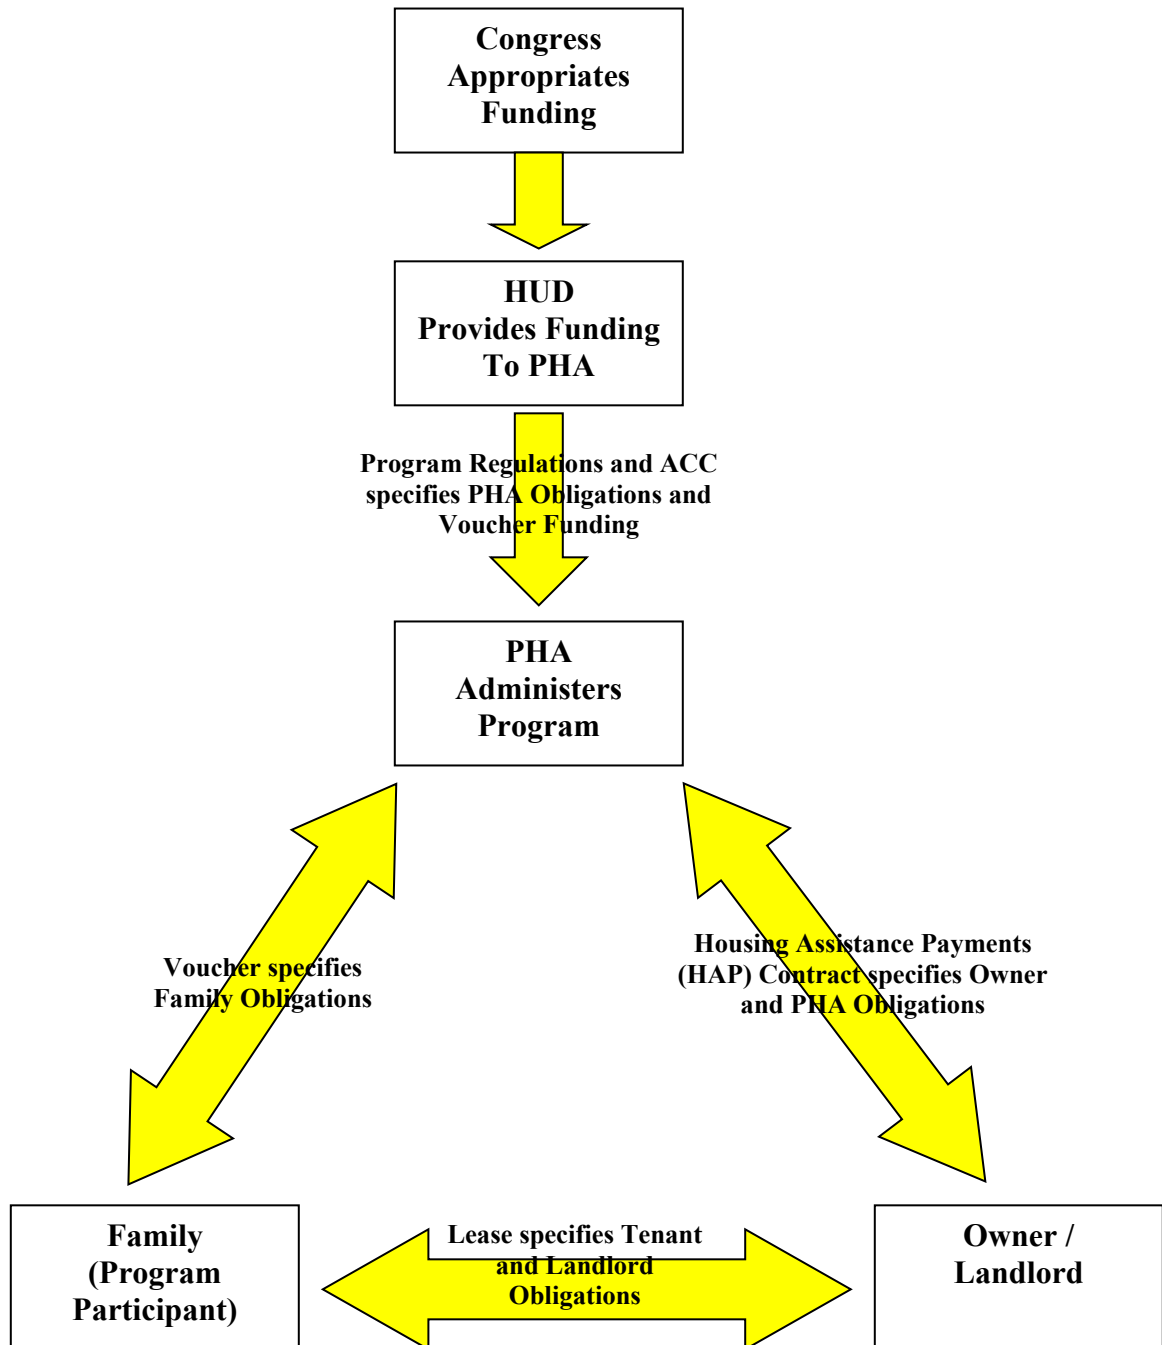 Congress
Appropriates
Funding
HUD
Provides Funding
To PHA
Program Regulations and ACC
specifies PHA Obligations and
Voucher Funding
PHA
Administers
Program
Voucher specifies
Family Obligations
Housing Assistance Payments
(HAP) Contract specifies Owner
and PHA Obligations
Family
(Program
Participant)
Lease specifies Tenant
and Landlord
Obligations
Owner /
Landlord